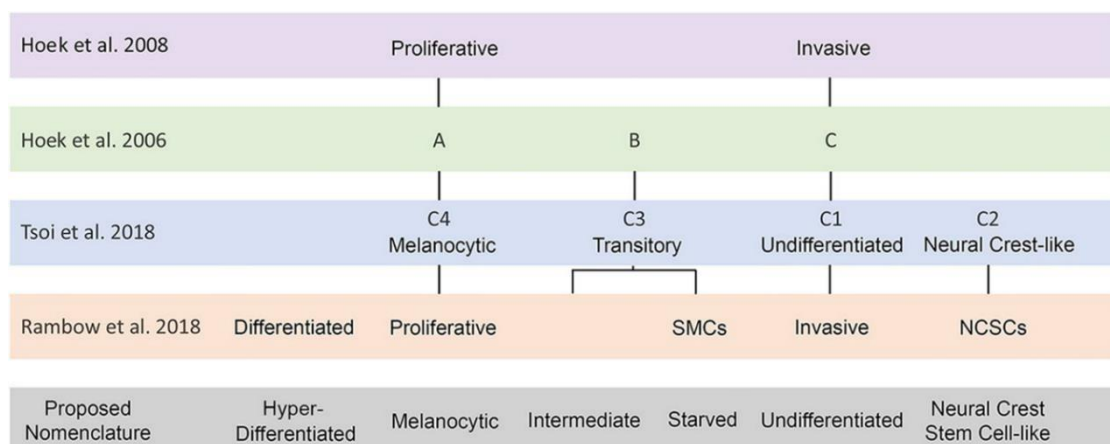 Hoek et al. 2008 Proliferative Invasive
Hoek et al. 2006 A B C
Tsoi et al. 2018 C4 C3 C1 C2
Melanocytic Transitory Undifferentiated Neural Crest-like
Rambow et al. 2018 Differentiated Proliferative SMCs Invasive NCSCs
Proposed Hyper- Melanocytic Intermediate Starved Undifferentiated Neural Crest
Nomenclature Differentiated Stem Cell-like